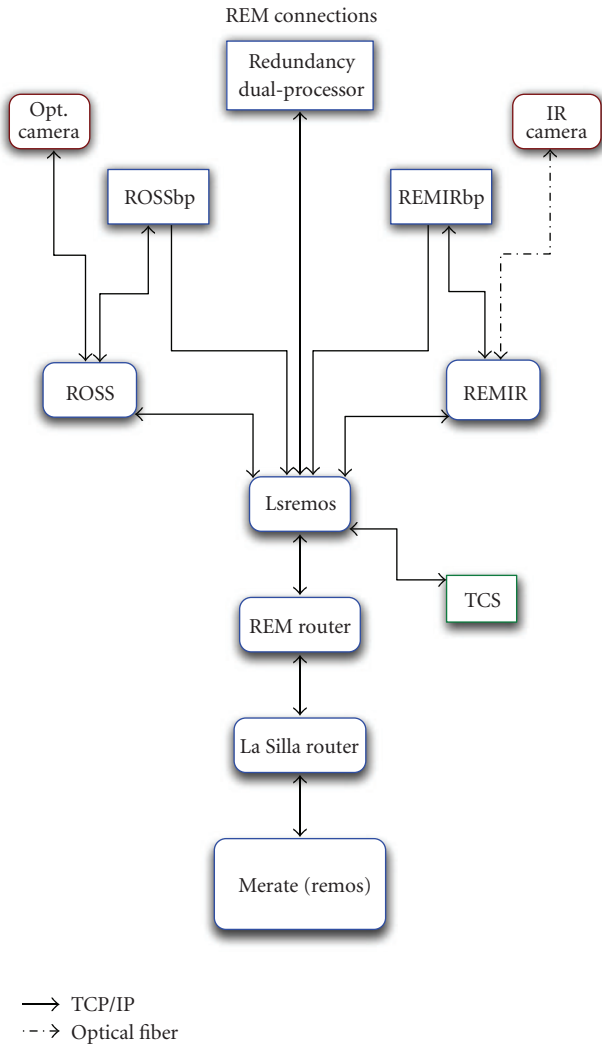 REM connections
Redundancy
dual-processor
Opt.
camera
IR
camera
ROSSbp
REMIRbp
ROSS
REMIR
Lsremos
TCS
REM router
La Silla router
Merate (remos)
TCP/IP
Optical fiber